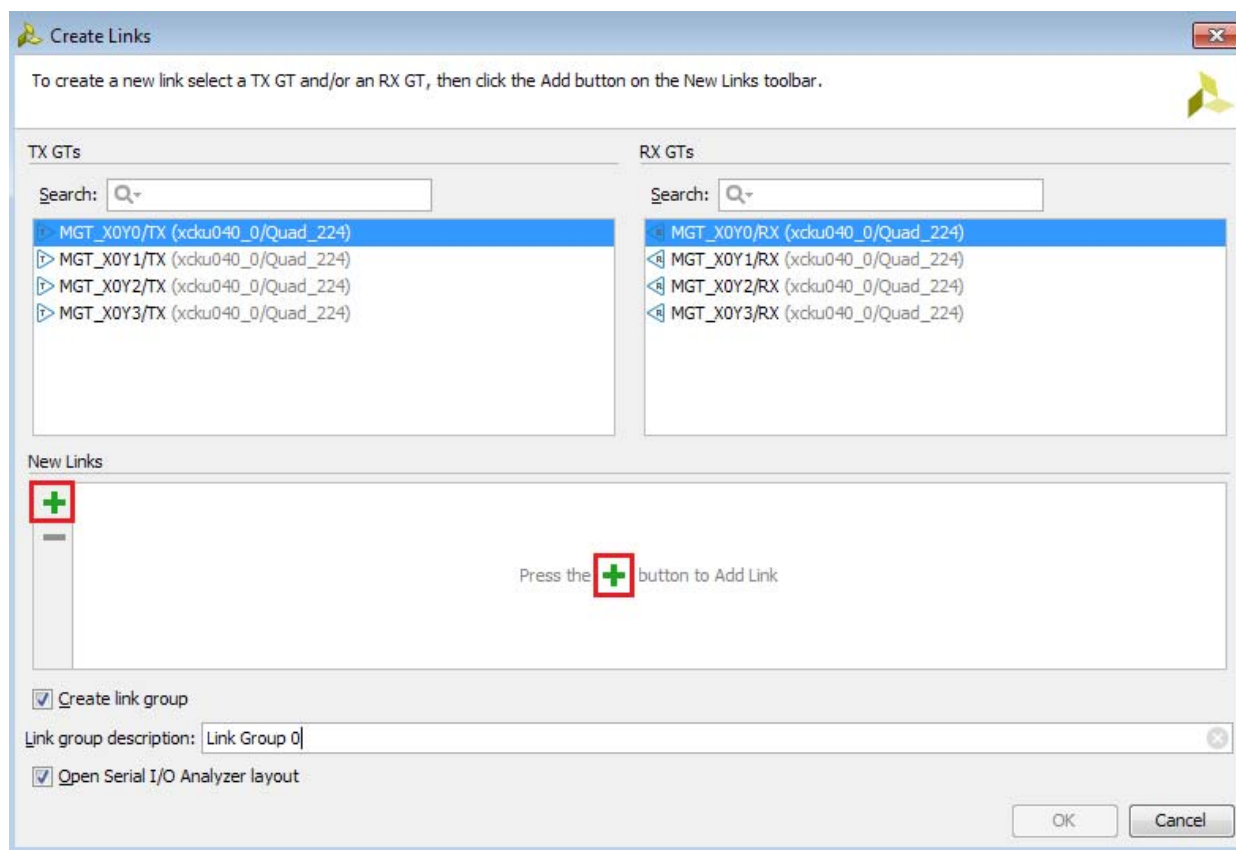 Create Links
To create a new link select a TX GT and/or an RX GT, then click the Add button on the New Links toolbar.
TX GTs
Search:
MGT_X0Y0/TX (xcku040_0/Quad_224)
MGT_X0Y1/TX (xcku040_0/Quad_224)
MGT_X0Y2/TX (xcku040_0/Quad_224)
MGT_X0Y3/TX (xcku040_0/Quad_224)
RX GTs
Search:
MGT_X0Y0/RX (xcku040_0/Quad_224)
MGT_X0Y1/RX (xcku040_0/Quad_224)
MGT_X0Y2/RX (xcku040_0/Quad_224)
MGT_X0Y3/RX (xcku040_0/Quad_224)
New Links
Press the + button to Add Link
Create link group
Link group description: Link Group 0
Open Serial I/O Analyzer layout
OK Cancel